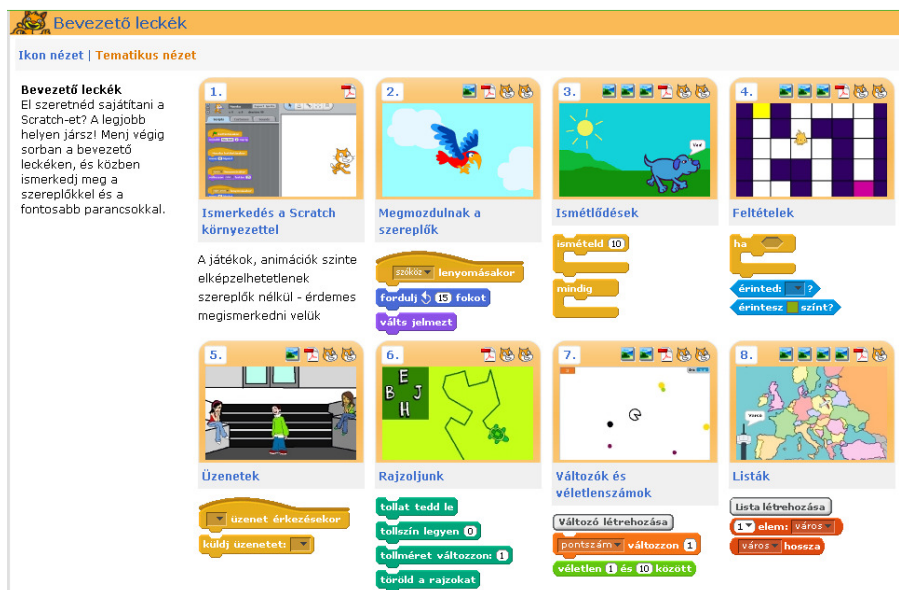 Bevezető leckék
Ikon nézet | Tematikus nézet
Bevezető leckék
El szeretnéd sajátítani a
Scratch-et? A legjobb
helyen jársz! Menj végig
sorban a bevezető
leckéken, és közben
ismerkedj meg a
szereplőkkel és a
fontosabb parancsokkal.
1.
Ismerkedés a Scratch
környezettel
A játékok, animációk szinte
elképzelhetetlenek
szereplők nélkül - érdemes
megismerkedni velük
2.
Megmozdulnak a
szereplők
szóköz lenyomásakor
fordulj 15 fokot
válts jelmezt
3.
Vau!
Ismétlődések
ismételd 10
mindig
4.
Feltételek
ha
érinted: ?
érintesz színt?
5.
Üzenetek
üzenet érkezésekor
küldj üzenetet:
6.
E
B J
H
Rajzoljunk
tollat tedd le
tollszín legyen 0
tollméret változzon: 1
töröld a rajzokat
7.
Változók és
véletlenszámok
Változó létrehozása
pontszám változzon 1
véletlen 1 és 10 között
8.
Listák
Lista létrehozása
1 elem: város
város hossza